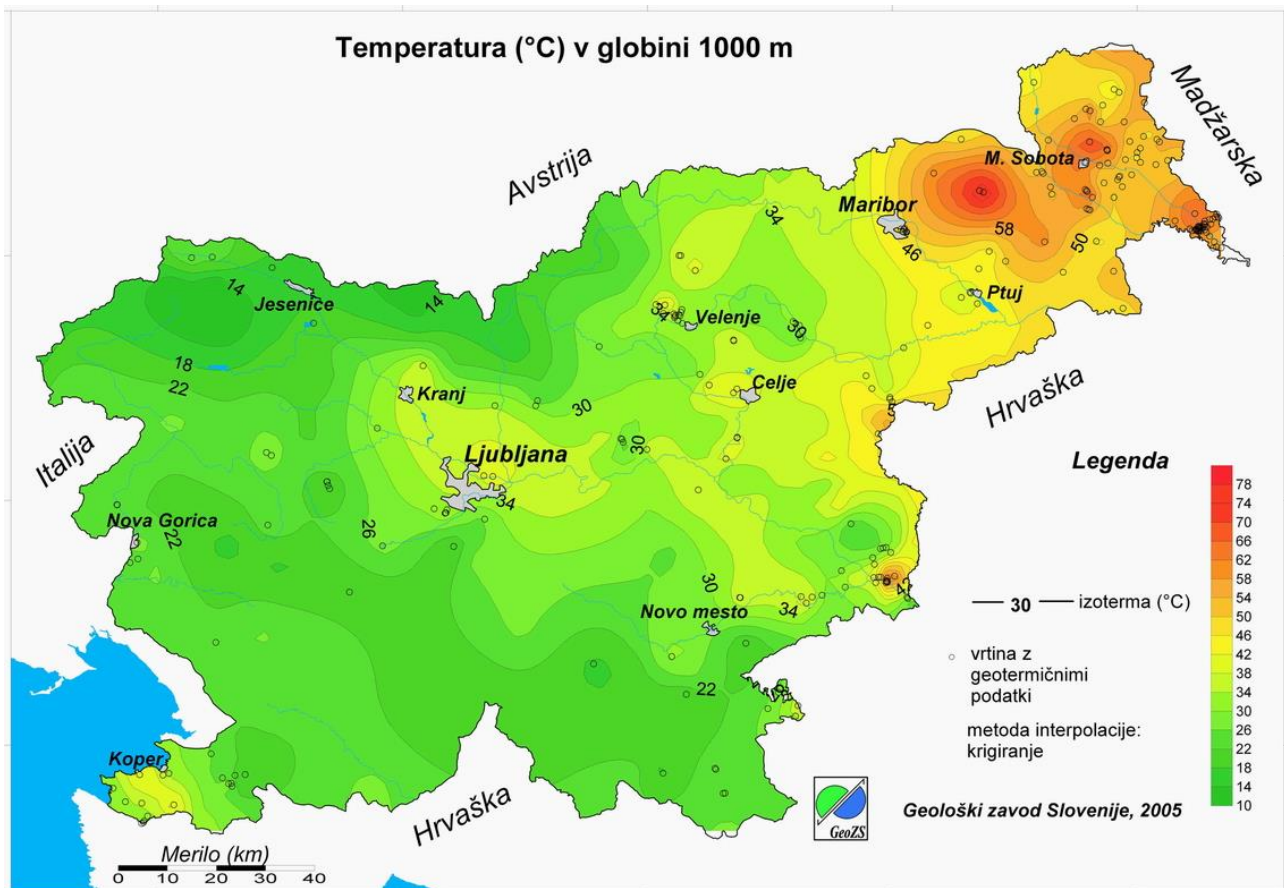 Temperatura (°C) v globini 1000 m
Madžarska
Avstrija
M. Sobota
Maribor
34
58
50
46
14
14
Jesenice
Ptuj
34
Velenje
30
18
22
Kranj
Celje
30
Hrvaška
Italija
30
Ljubljana
34
Legenda
78
74
70
66
62
58
54
50
46
42
38
34
30
26
22
18
14
10
Nova Gorica
22
26
42
30
34
Novo mesto
30
izoterma (°C)
vrtina z
geotermičnimi
podatki
22
metoda interpolacije:
krigiranje
Koper
Hrvaška
GeoZS
Geološki zavod Slovenije, 2005
Merilo (km)
0 10 20 30 40